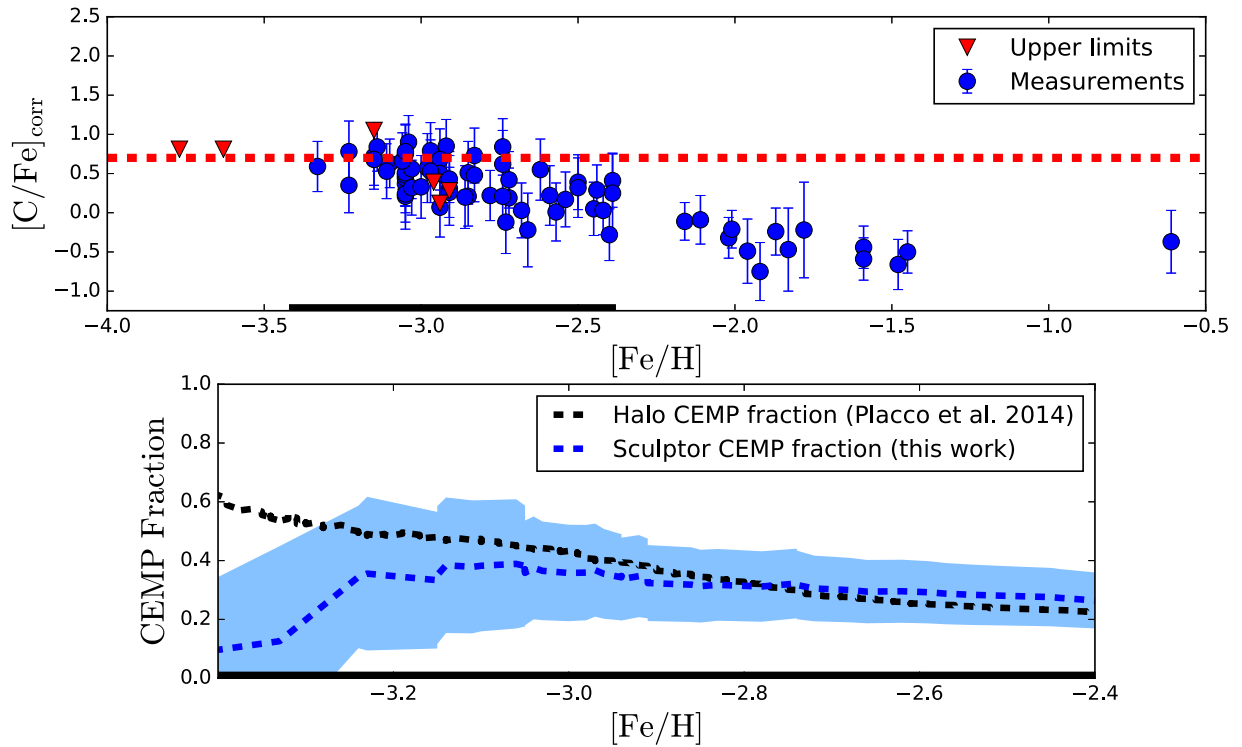 2.5
2.0
1.5
1.0
0.5
0.0
−0.5
−1.0
[C/Fe]corr
Upper limits
Measurements
−4.0 −3.5 −3.0 −2.5 −2.0 −1.5 −1.0 −0.5
[Fe/H]
1.0
0.8
0.6
0.4
0.2
0.0
CEMP Fraction
Halo CEMP fraction (Placco et al. 2014)
Sculptor CEMP fraction (this work)
−3.2 −3.0 −2.8 −2.6 −2.4
[Fe/H]